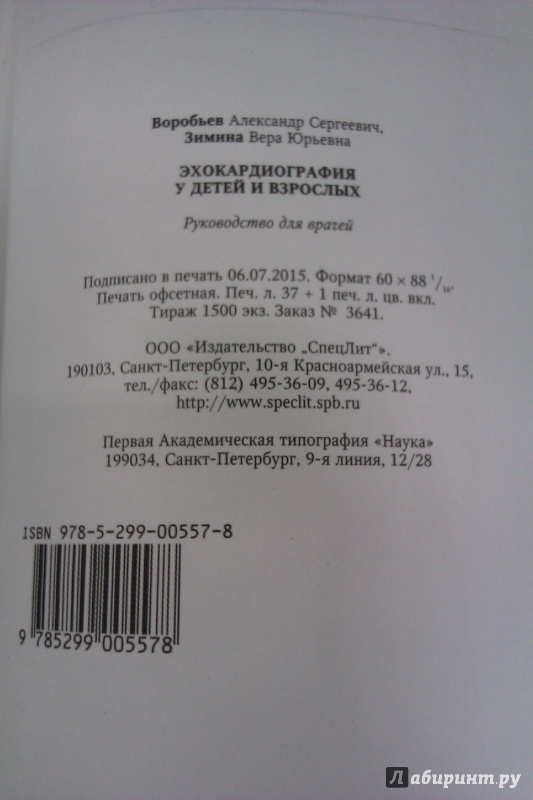 Воробьев Александр Сергеевич,
Зимина Вера Юрьевна
ЭХОКАРДИОГРАФИЯ
У ДЕТЕЙ И ВЗРОСЛЫХ
Руководство для врачей
Подписано в печать 06.07.2015. Формат 60 × 88 1/16.
Печать офсетная. Печ. л. 37 + 1 печ. л. цв. вкл.
Тираж 1500 экз. Заказ № 3641.
ООО «Издательство „СпецЛит“».
190103, Санкт-Петербург, 10-я Красноармейская ул., 15,
тел./факс: (812) 495-36-09, 495-36-12,
http://www.speclit.spb.ru
Первая Академическая типография «Наука»
199034, Санкт-Петербург, 9-я линия, 12/28
ISBN 978-5-299-00557-8
9 785299 005578
Лабиринт.ру